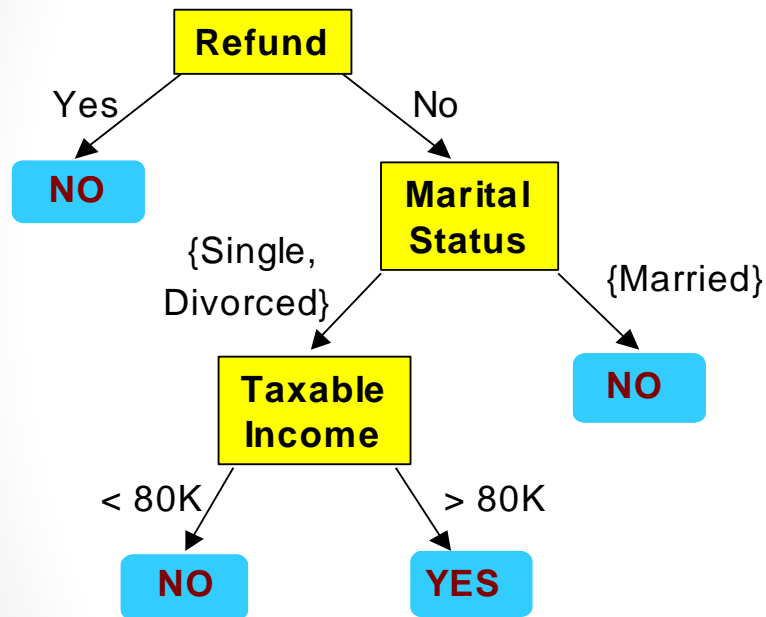 Refund
Yes
No
NO
Marital
Status
{Single,
Divorced}
{Married}
Taxable
Income
NO
< 80K
> 80K
NO
YES